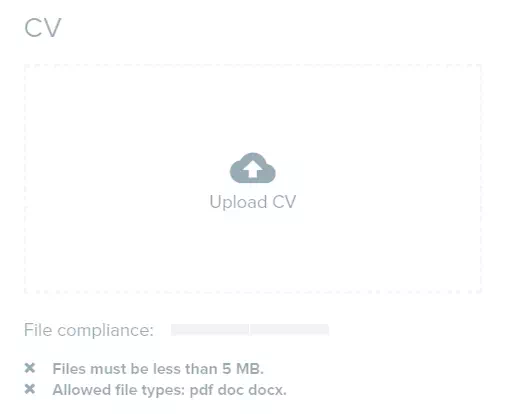 CV
Upload CV
File compliance:
Files must be less than 5 MB.
Allowed file types: pdf doc docx.